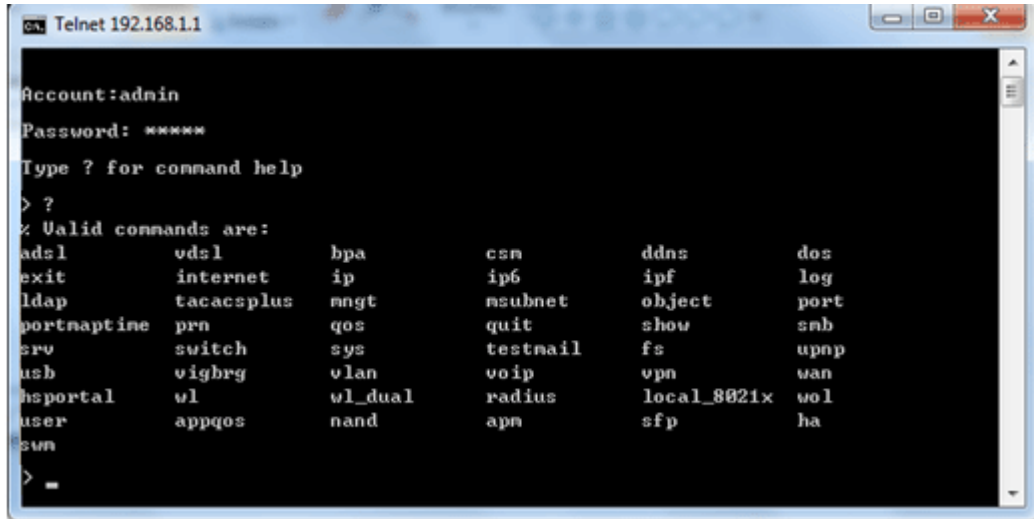 Telnet 192.168.1.1
Account:admin
Password: *****
Type ? for command help
> ?
% Valid commands are:
adsl vdsl bpa csm ddns dos
exit internet ip ip6 ipf log
ldap tacacsplus mngt msubnet object port
portmaptime prn qos quit show smb
srv switch sys testmail fs upnp
usb vigbrg vlan voip vpn wan
hsportal wl wl_dual radius local_8021x wol
user appqos nand apm sfp ha
swm
> _